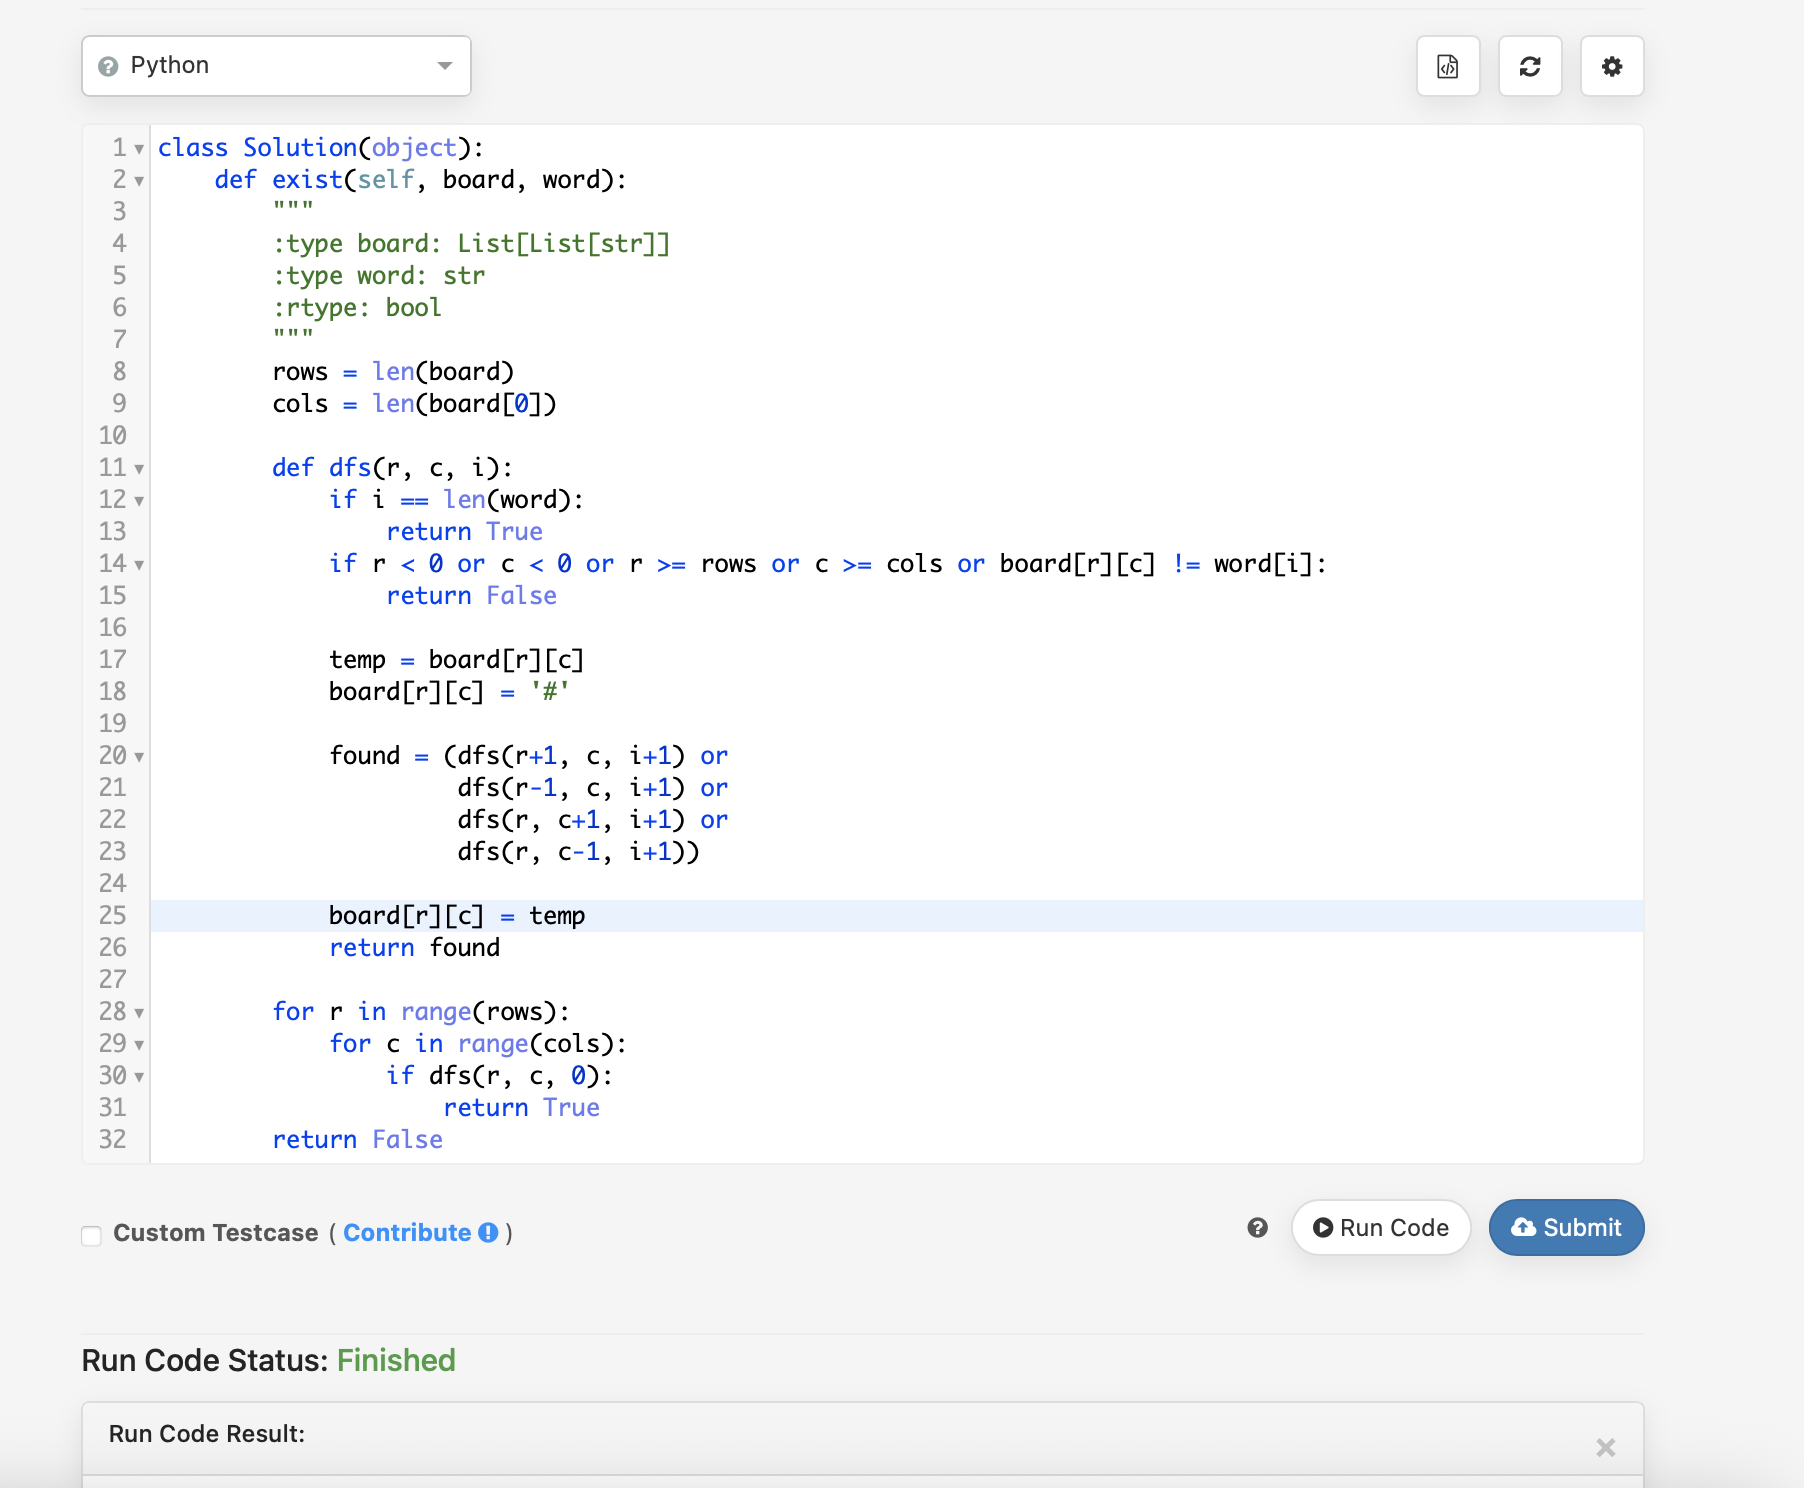 Python
1 class Solution(object):
2     def exist(self, board, word):
3         """
4         :type board: List[List[str]]
5         :type word: str
6         :rtype: bool
7         """
8         rows = len(board)
9         cols = len(board[0])
10
11         def dfs(r, c, i):
12             if i == len(word):
13                 return True
14             if r < 0 or c < 0 or r >= rows or c >= cols or board[r][c] != word[i]:
15                 return False
16
17             temp = board[r][c]
18             board[r][c] = '#'
19
20             found = (dfs(r+1, c, i+1) or
21                      dfs(r-1, c, i+1) or
22                      dfs(r, c+1, i+1) or
23                      dfs(r, c-1, i+1))
24
25             board[r][c] = temp
26             return found
27
28         for r in range(rows):
29             for c in range(cols):
30                 if dfs(r, c, 0):
31                     return True
32         return False
Custom Testcase ( Contribute )
Run Code
Submit
Run Code Status: Finished
Run Code Result: